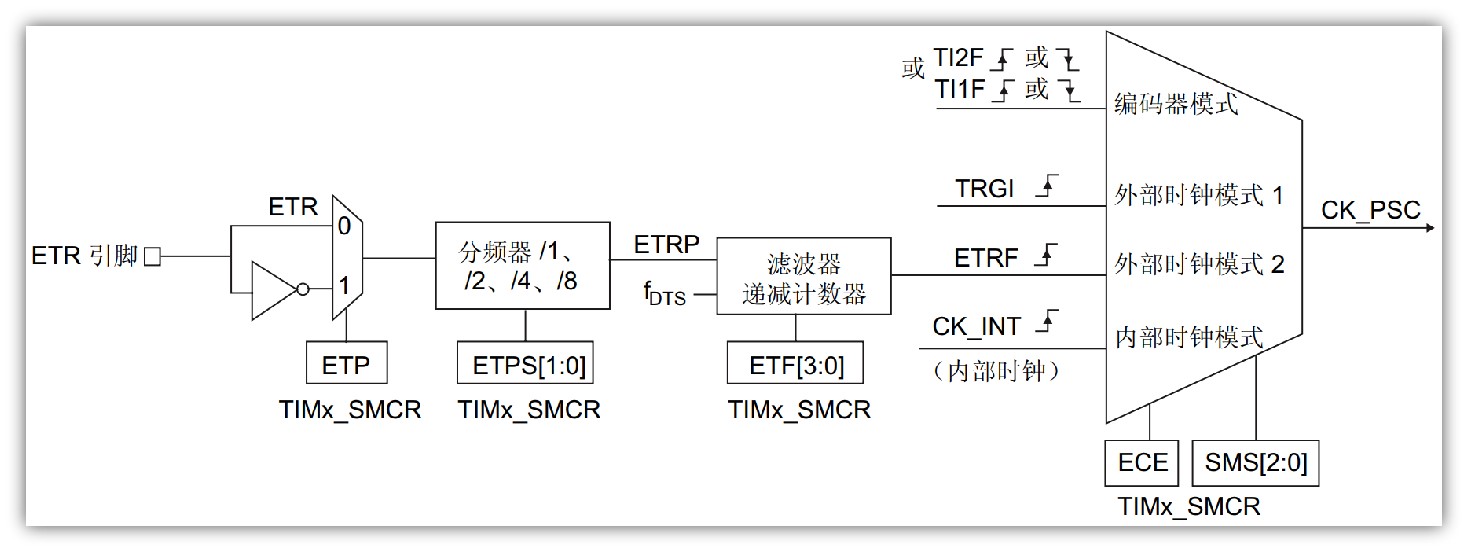 或 TI2F 或
TI1F 或
编码器模式
TRGI
外部时钟模式 1
CK_PSC
ETR
0
ETR 引脚
1
分频器 /1、
/2、/4、/8
ETRP
fDTS
滤波器
递减计数器
ETRF
外部时钟模式 2
CK_INT
(内部时钟)
内部时钟模式
ETP
TIMx_SMCR
ETPS[1:0]
TIMx_SMCR
ETF[3:0]
TIMx_SMCR
ECE
SMS[2:0]
TIMx_SMCR